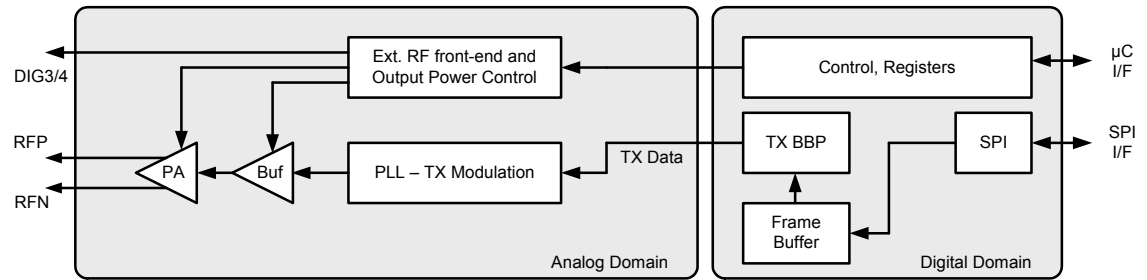 DIG3/4
Ext. RF front-end and
Output Power Control
Control, Registers
µC
I/F
RFP
RFN
PA
Buf
PLL – TX Modulation
TX Data
TX BBP
SPI
SPI
I/F
Frame
Buffer
Analog Domain
Digital Domain